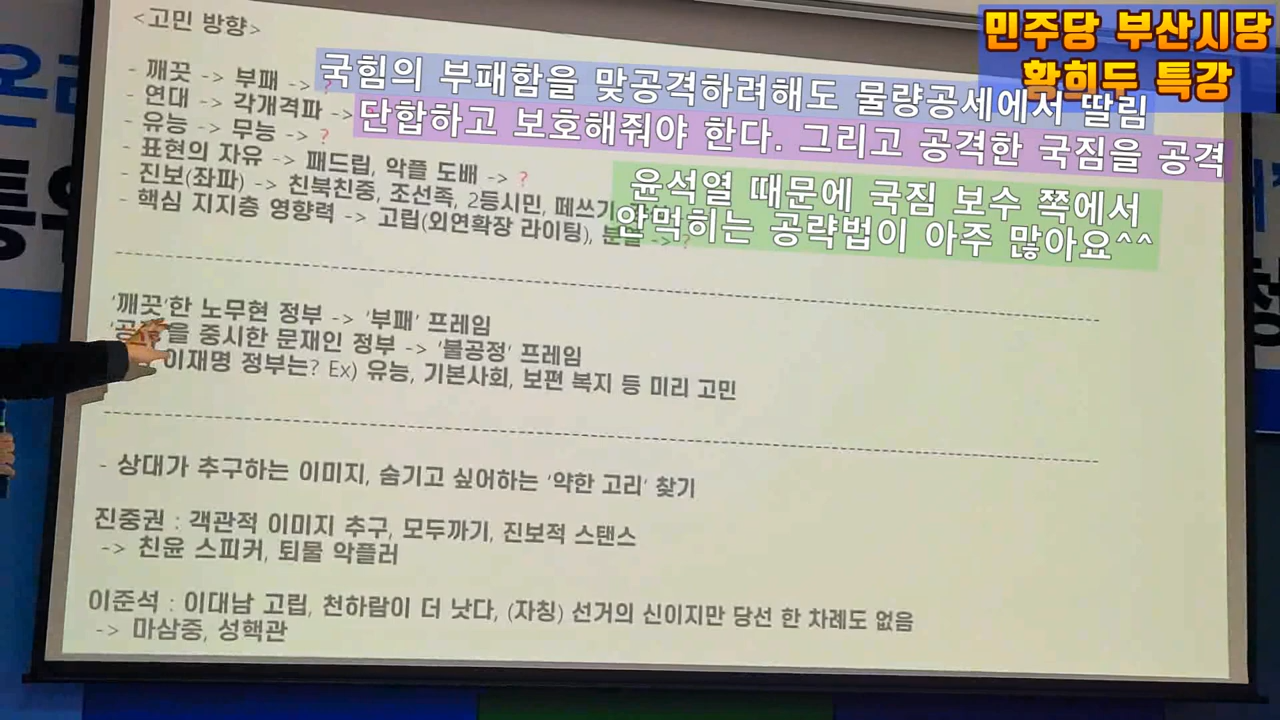 민주당 부산시당
황희두 특강
<고민 방향>
- 깨끗 -> 부패 -> ?
국힘의 부패함을 맞공격하려해도 물량공세에서 딸림
- 연대 -> 각개격파 ->
단합하고 보호해줘야 한다. 그리고 공격한 국짐을 공격
- 유능 -> 무능 -> ?
- 표현의 자유 -> 패드립, 악플 도배 -> ?
- 진보(좌파) -> 친북친중, 조선족, 2등시민, 떼쓰기
- 핵심 지지층 영향력 -> 고립(외연확장 라이팅), 분열 -> ?
윤석열 때문에 국짐 보수 쪽에서
안먹히는 공략법이 아주 많아요^^
'깨끗'한 노무현 정부 -> '부패' 프레임
'공정'을 중시한 문재인 정부 -> '불공정' 프레임
이재명 정부는? Ex) 유능, 기본사회, 보편 복지 등 미리 고민
- 상대가 추구하는 이미지, 숨기고 싶어하는 '약한 고리' 찾기
진중권 : 객관적 이미지 추구, 모두까기, 진보적 스탠스
-> 친윤 스피커, 퇴물 악플러
이준석 : 이대남 고립, 천하람이 더 낫다, (자칭) 선거의 신이지만 당선 한 차례도 없음
-> 마삼중, 성핵관